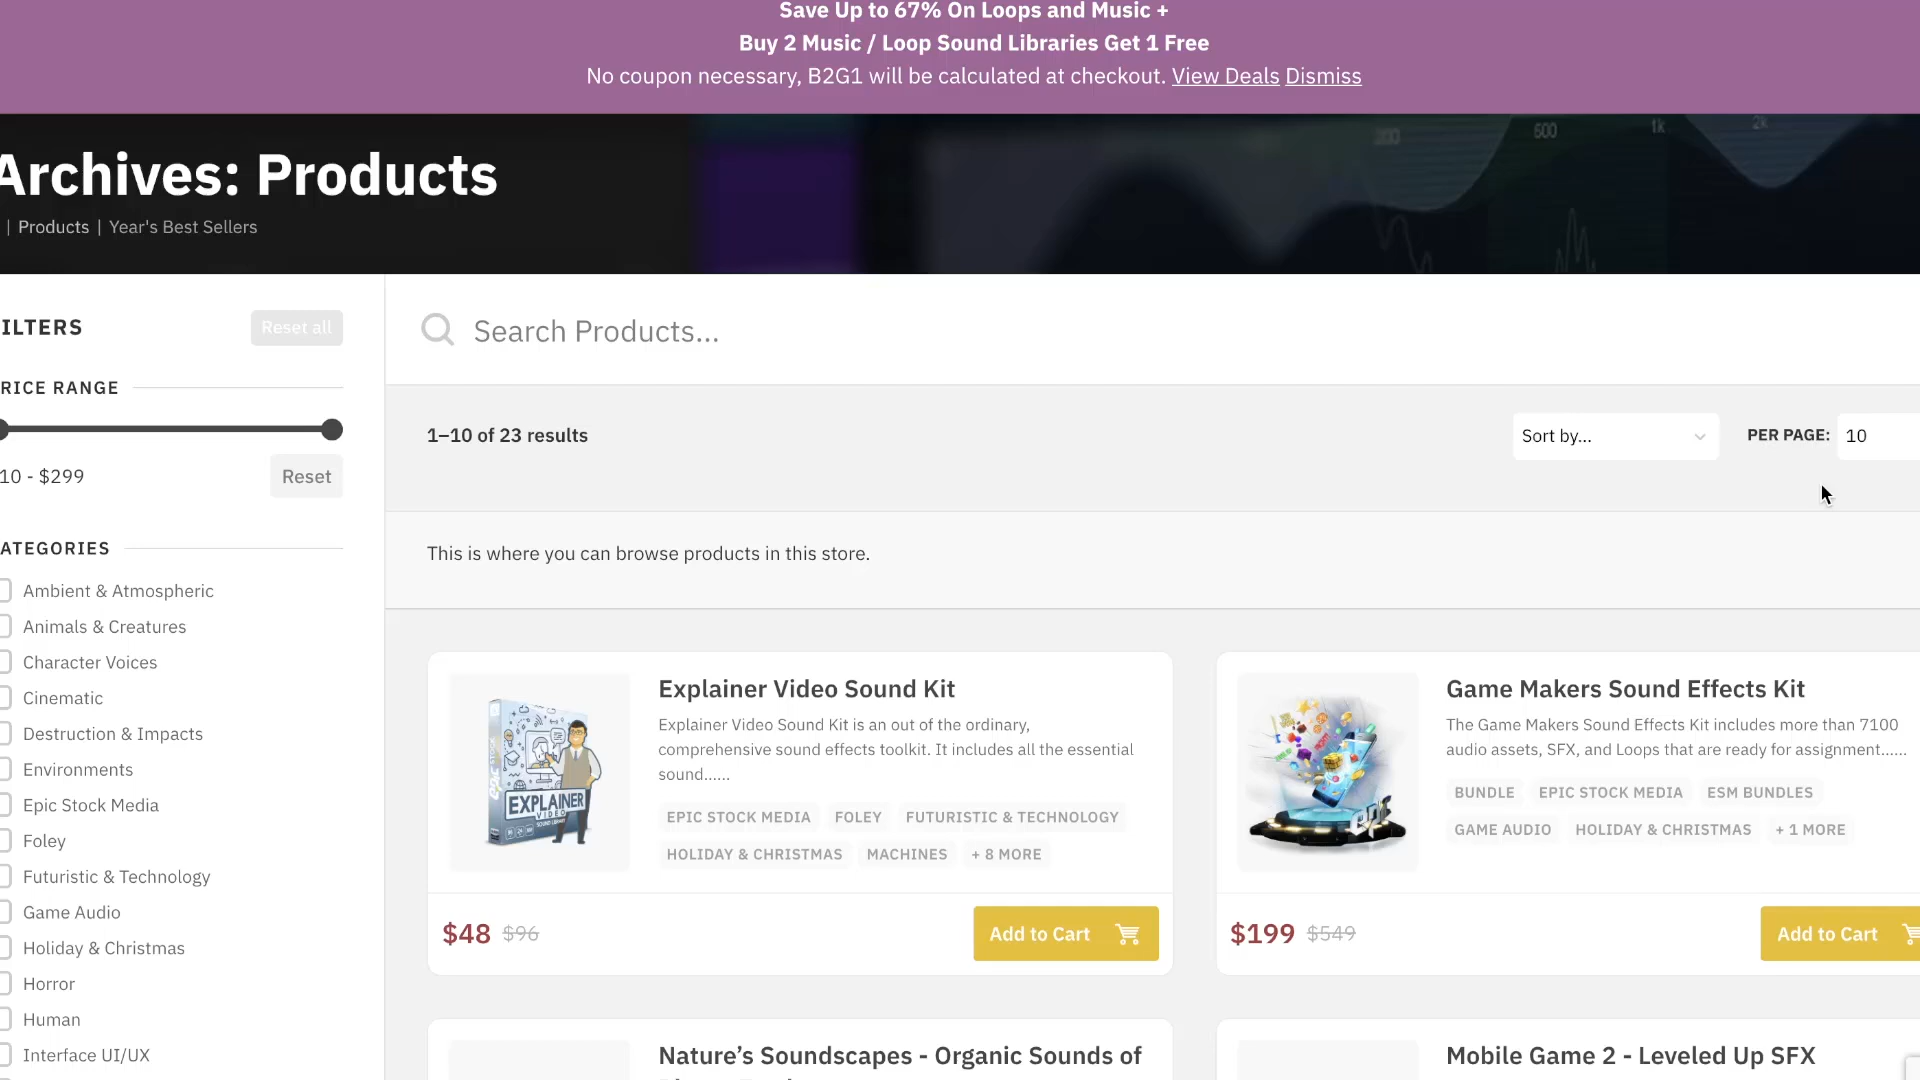 Save Up to 67% On Loops and Music +
Buy 2 Music / Loop Sound Libraries Get 1 Free
No coupon necessary, B2G1 will be calculated at checkout. View Deals Dismiss
200 600 1k 2k
Archives: Products
| Products | Year's Best Sellers
ILTERS
Reset all
Search Products...
RICE RANGE
10 - $299
Reset
1–10 of 23 results
Sort by...
PER PAGE: 10
ATEGORIES
This is where you can browse products in this store.
Ambient & Atmospheric
Animals & Creatures
Character Voices
Cinematic
Destruction & Impacts
Environments
Epic Stock Media
Foley
Futuristic & Technology
Game Audio
Holiday & Christmas
Horror
Human
Interface UI/UX
Explainer Video Sound Kit
Explainer Video Sound Kit is an out of the ordinary,
comprehensive sound effects toolkit. It includes all the essential
sound......
EXPLAINER
VIDEO
EPIC STOCK MEDIA FOLEY FUTURISTIC & TECHNOLOGY
HOLIDAY & CHRISTMAS MACHINES + 8 MORE
$48 $96
Add to Cart
Game Makers Sound Effects Kit
The Game Makers Sound Effects Kit includes more than 7100
audio assets, SFX, and Loops that are ready for assignment......
epic
BUNDLE EPIC STOCK MEDIA ESM BUNDLES
GAME AUDIO HOLIDAY & CHRISTMAS + 1 MORE
$199 $549
Add to Cart
Nature’s Soundscapes - Organic Sounds of
Mobile Game 2 - Leveled Up SFX